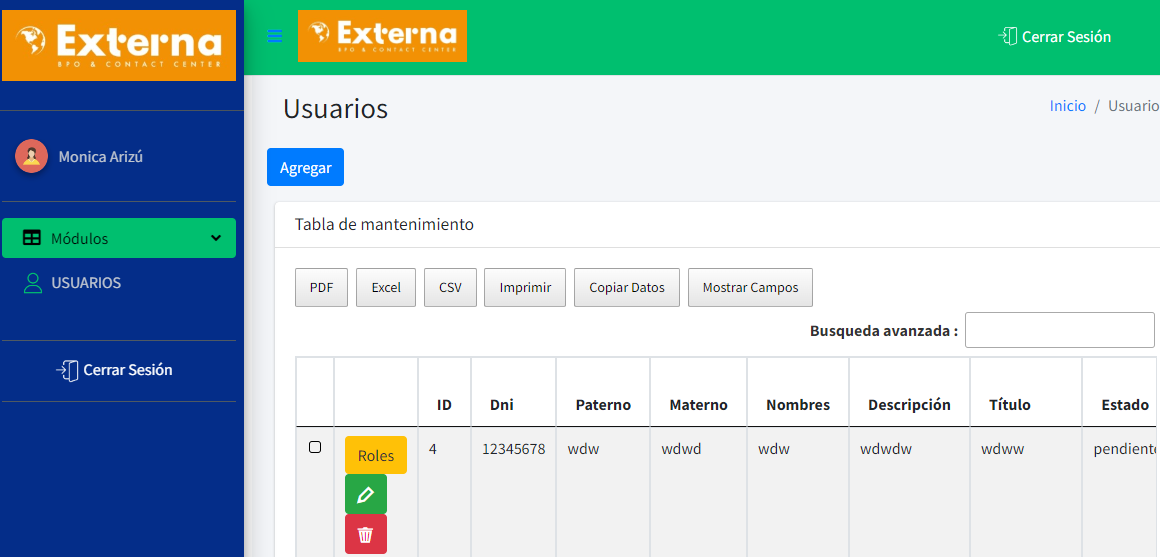 Externa
BPO & CONTACT CENTER
Externa
BPO & CONTACT CENTER
Cerrar Sesión
Monica Arizú
Módulos
USUARIOS
Cerrar Sesión
Usuarios
Inicio / Usuario
Agregar
Tabla de mantenimiento
PDF Excel CSV Imprimir Copiar Datos Mostrar Campos
Busqueda avanzada :
ID Dni Paterno Materno Nombres Descripción Título Estado
Roles 4 12345678 wdw wdwd wdw wdwdw wdww pendiente